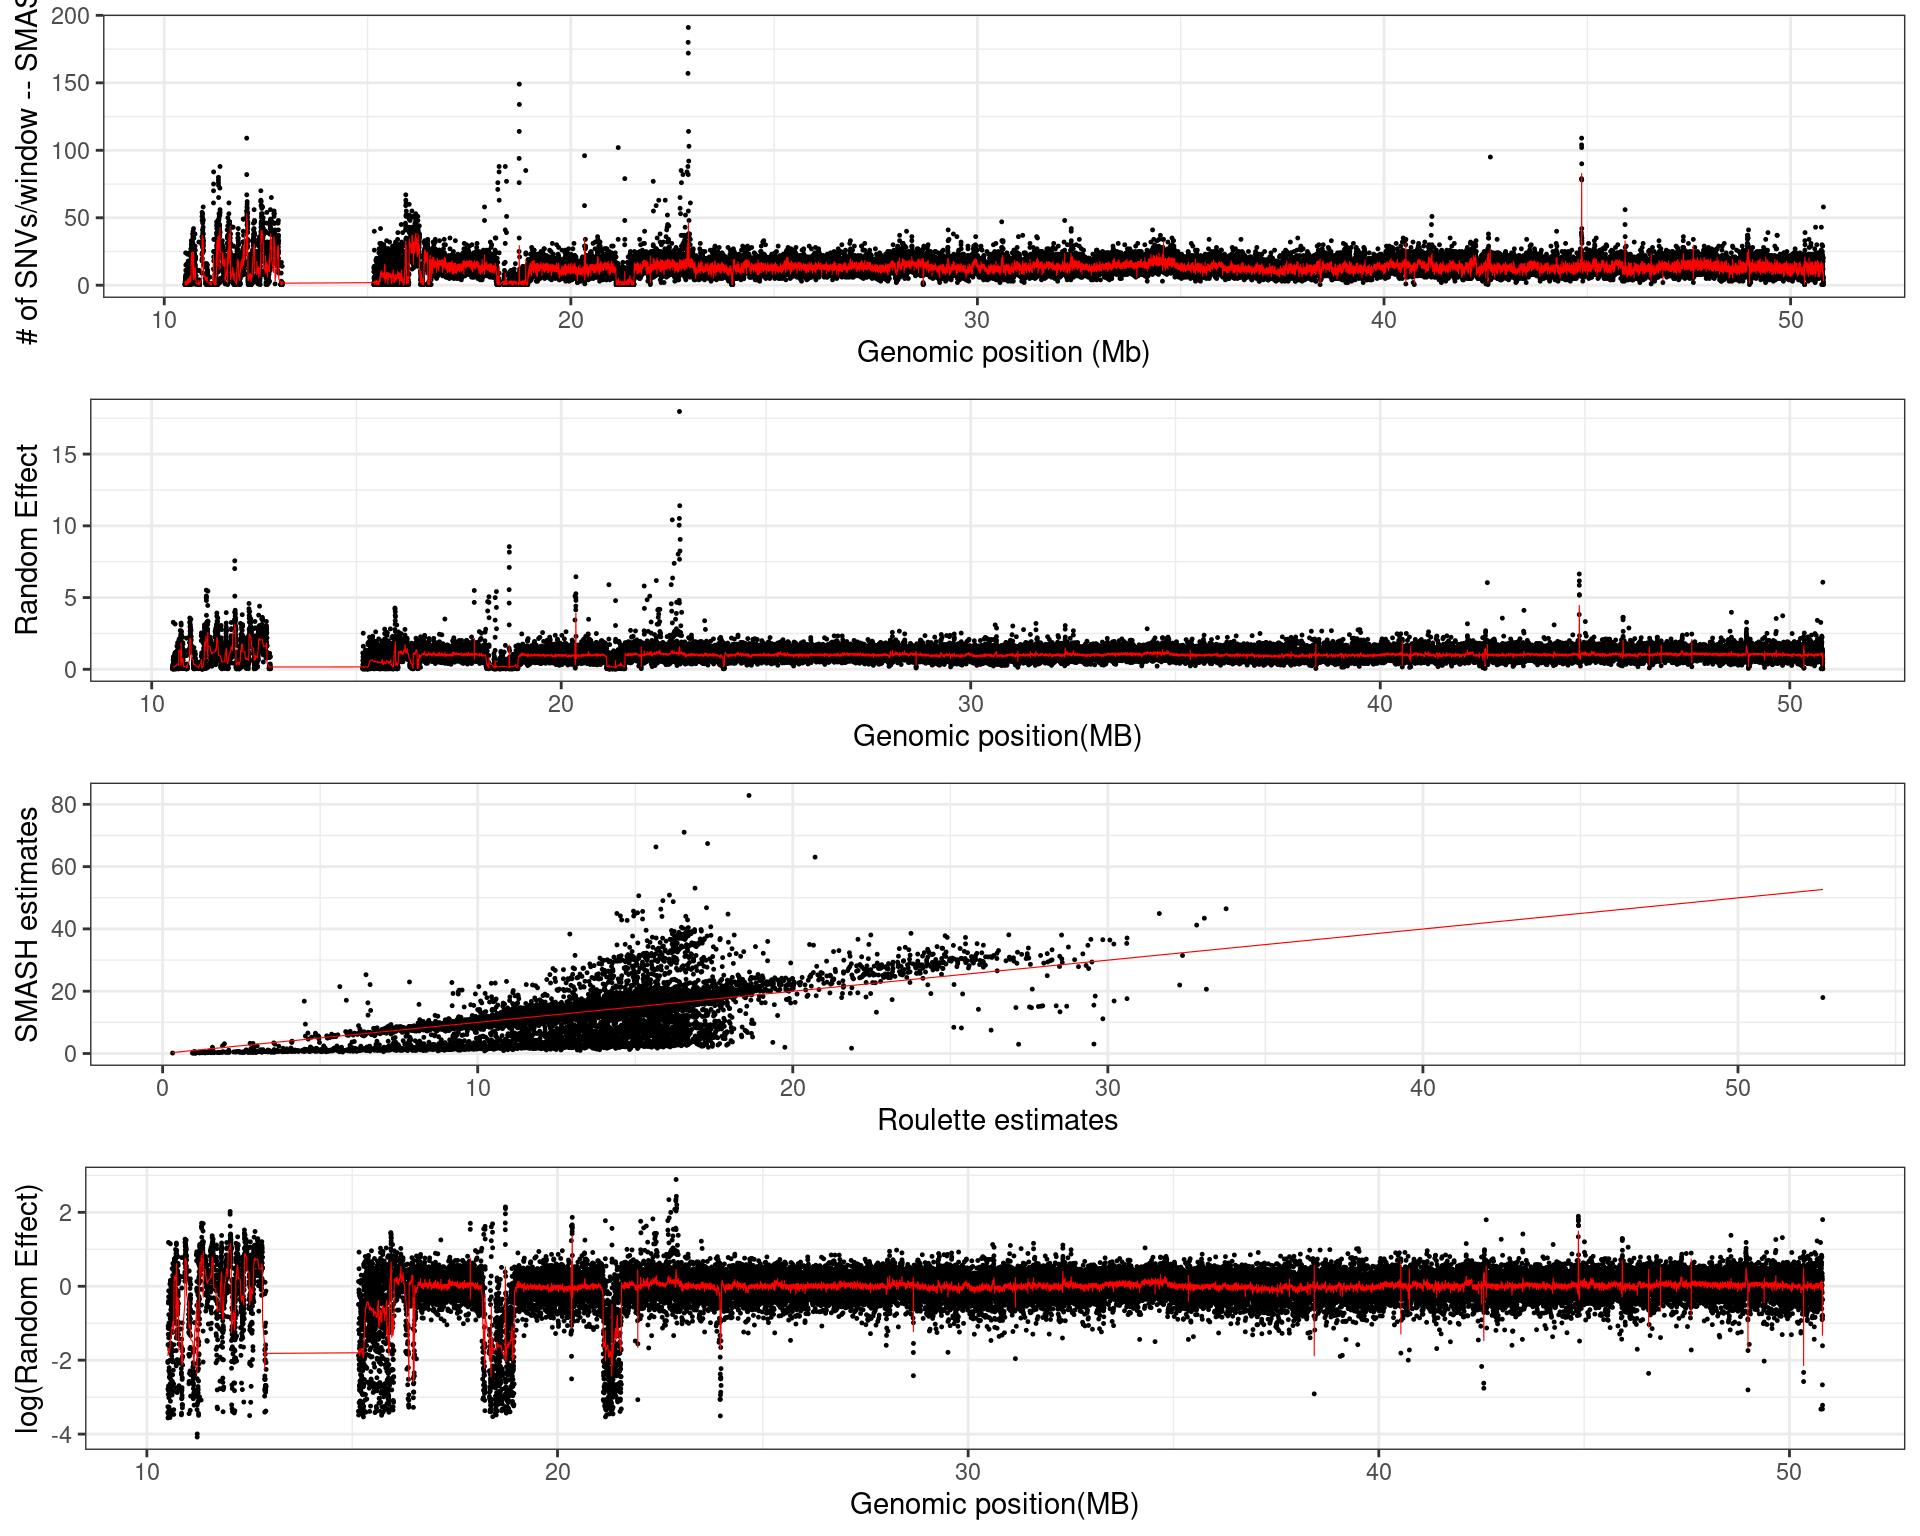 # of SNVs/window -- SMAS
200
150
100
50
0
10 20 30 40 50
Genomic position (Mb)
Random Effect
15
10
5
0
10 20 30 40 50
Genomic position(MB)
SMASH estimates
80
60
40
20
0
0 10 20 30 40 50
Roulette estimates
log(Random Effect)
2
0
-2
-4
10 20 30 40 50
Genomic position(MB)